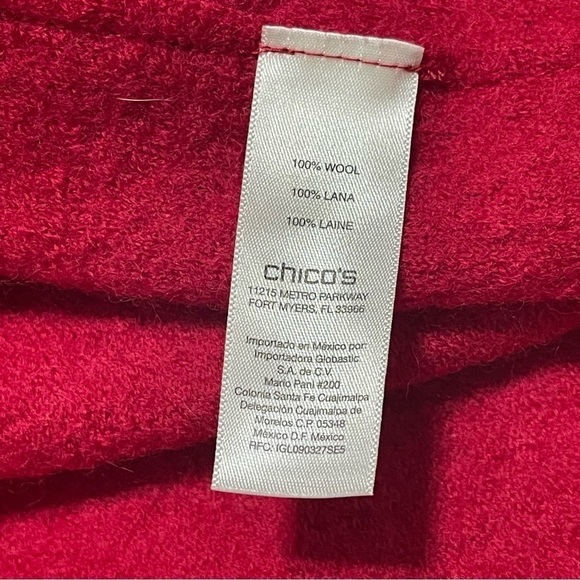 100% WOOL
100% LANA
100% LAINE
chico's
11215 METRO PARKWAY
FORT MYERS, FL 33966
Importado en México por:
Importadora Globastic
S.A. de C.V.
Mario Pani #200
Colonia Santa Fe Cuajimalpa
Delegación Cuajimalpa de
Morelos C.P. 05348
México D.F. México
RFC: IGL090327SE5